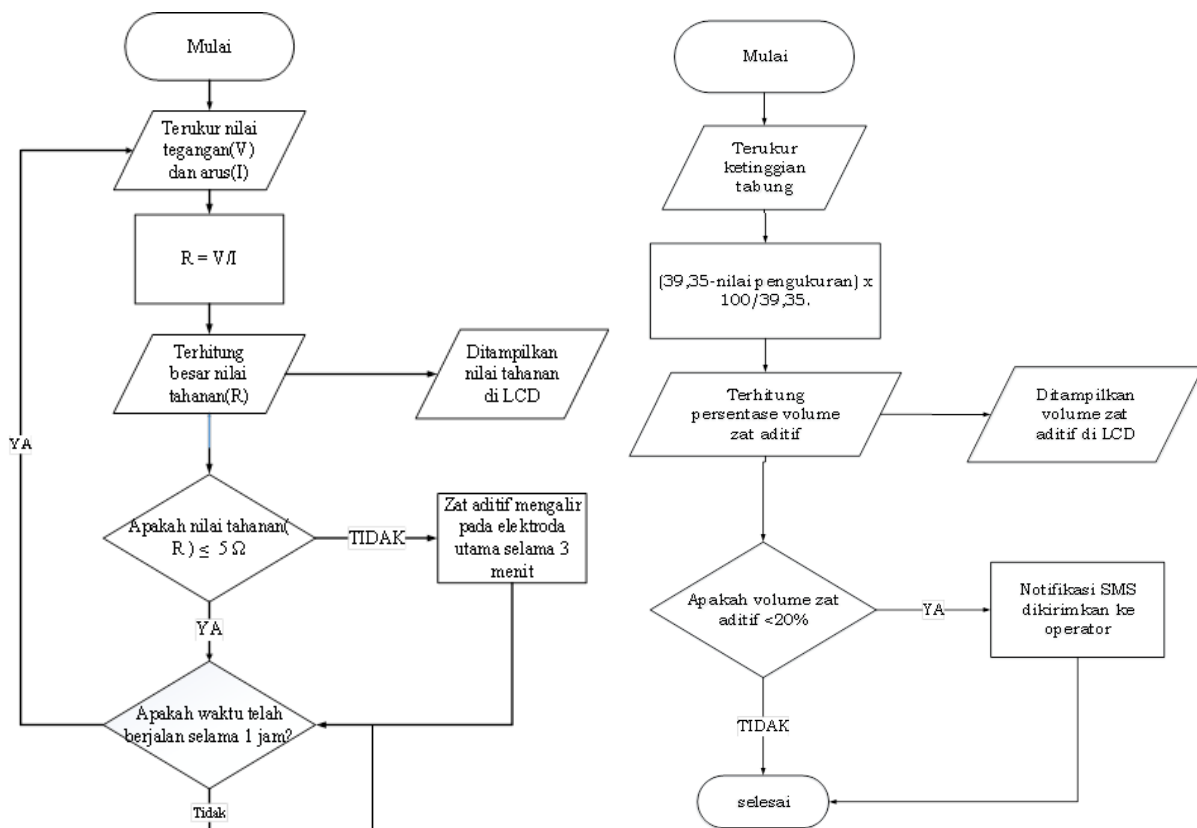 Mulai
Terukur nilai
tegangan(V)
dan arus(I)
R = V/I
Terhitung
besar nilai
tahanan(R)
Ditampilkan
nilai tahanan
di LCD
YA
Apakah nilai tahanan(
R ) ≤ 5 Ω
TIDAK
Zat aditif mengalir
pada elektroda
utama selama 3
menit
YA
Apakah waktu telah
berjalan selama 1 jam?
Tidak
Mulai
Terukur
ketinggian
tabung
(39,35-nilai pengukuran) x
100/39,35.
Terhitung
persentase volume
zat aditif
Ditampilkan
volume zat
aditif di LCD
Apakah volume zat
aditif <20%
YA
Notifikasi SMS
dikirimkan ke
operator
TIDAK
selesai